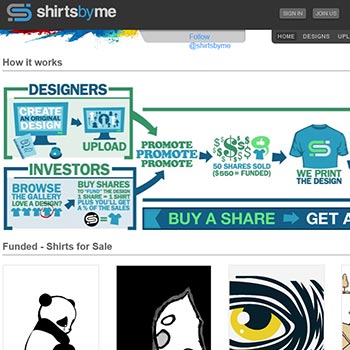 shirtsbyme
SIGN IN
JOIN US
Follow
@shirtsbyme
HOME
DESIGNS
How it works
DESIGNERS
CREATE
AN ORIGINAL
DESIGN
UPLOAD
INVESTORS
BROWSE
THE GALLERY
LOVE A DESIGN?
BUY SHARES
TO "FUND" THE DESIGN
1 SHARE = 1 SHIRT
PLUS YOU'LL GET
A % OF THE SALES
PROMOTE
PROMOTE
PROMOTE
50 SHARES SOLD
($550 = FUNDED)
WE PRINT
THE DESIGN
BUY A SHARE
GET A
Funded - Shirts for Sale